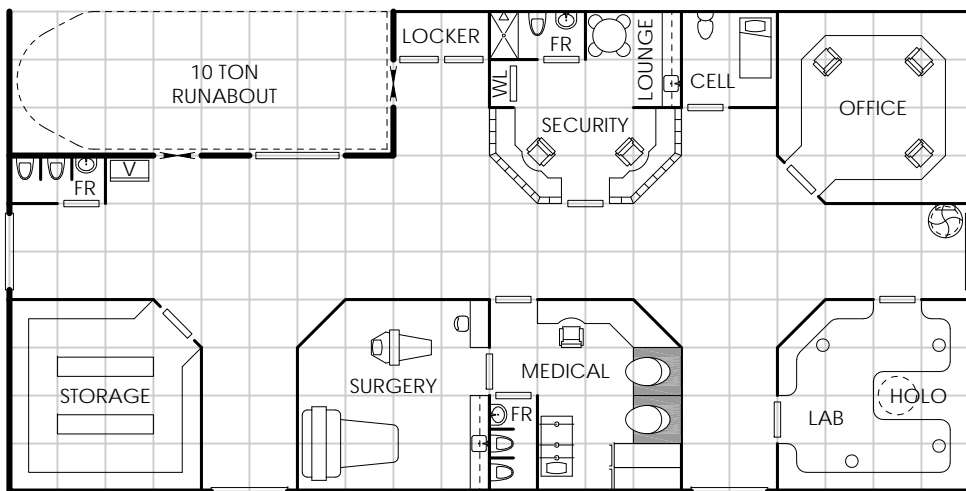 LOCKER
FR
LOUNGE
10 TON
RUNABOUT
WL
CELL
SECURITY
OFFICE
V
FR
SURGERY
MEDICAL
STORAGE
FR
LAB
HOLO